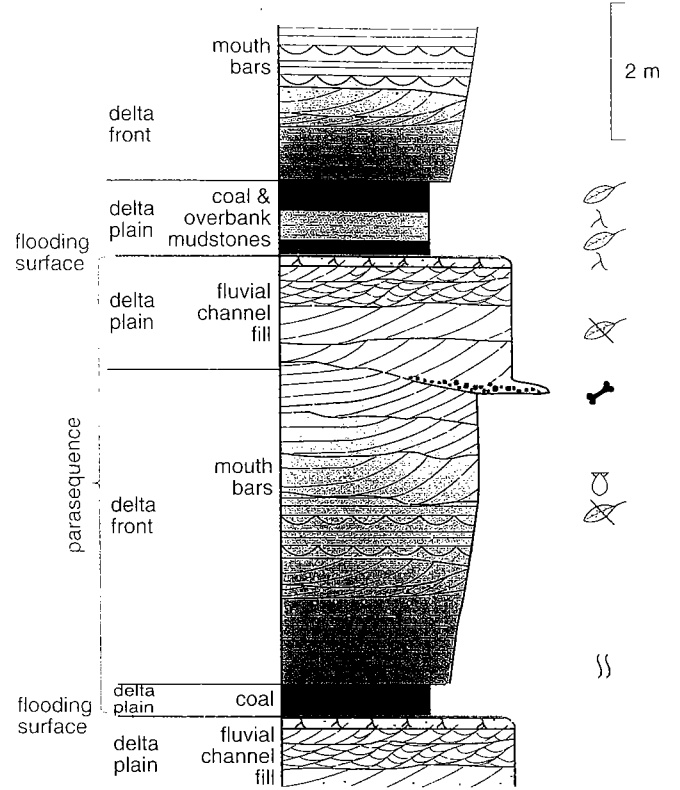 mouth
bars
2 m
delta
front
delta
plain
coal &
overbank
mudstones
flooding
surface
delta
plain
fluvial
channel
fill
parasequence
mouth
bars
delta
front
delta
plain
coal
flooding
surface
delta
plain
fluvial
channel
fill